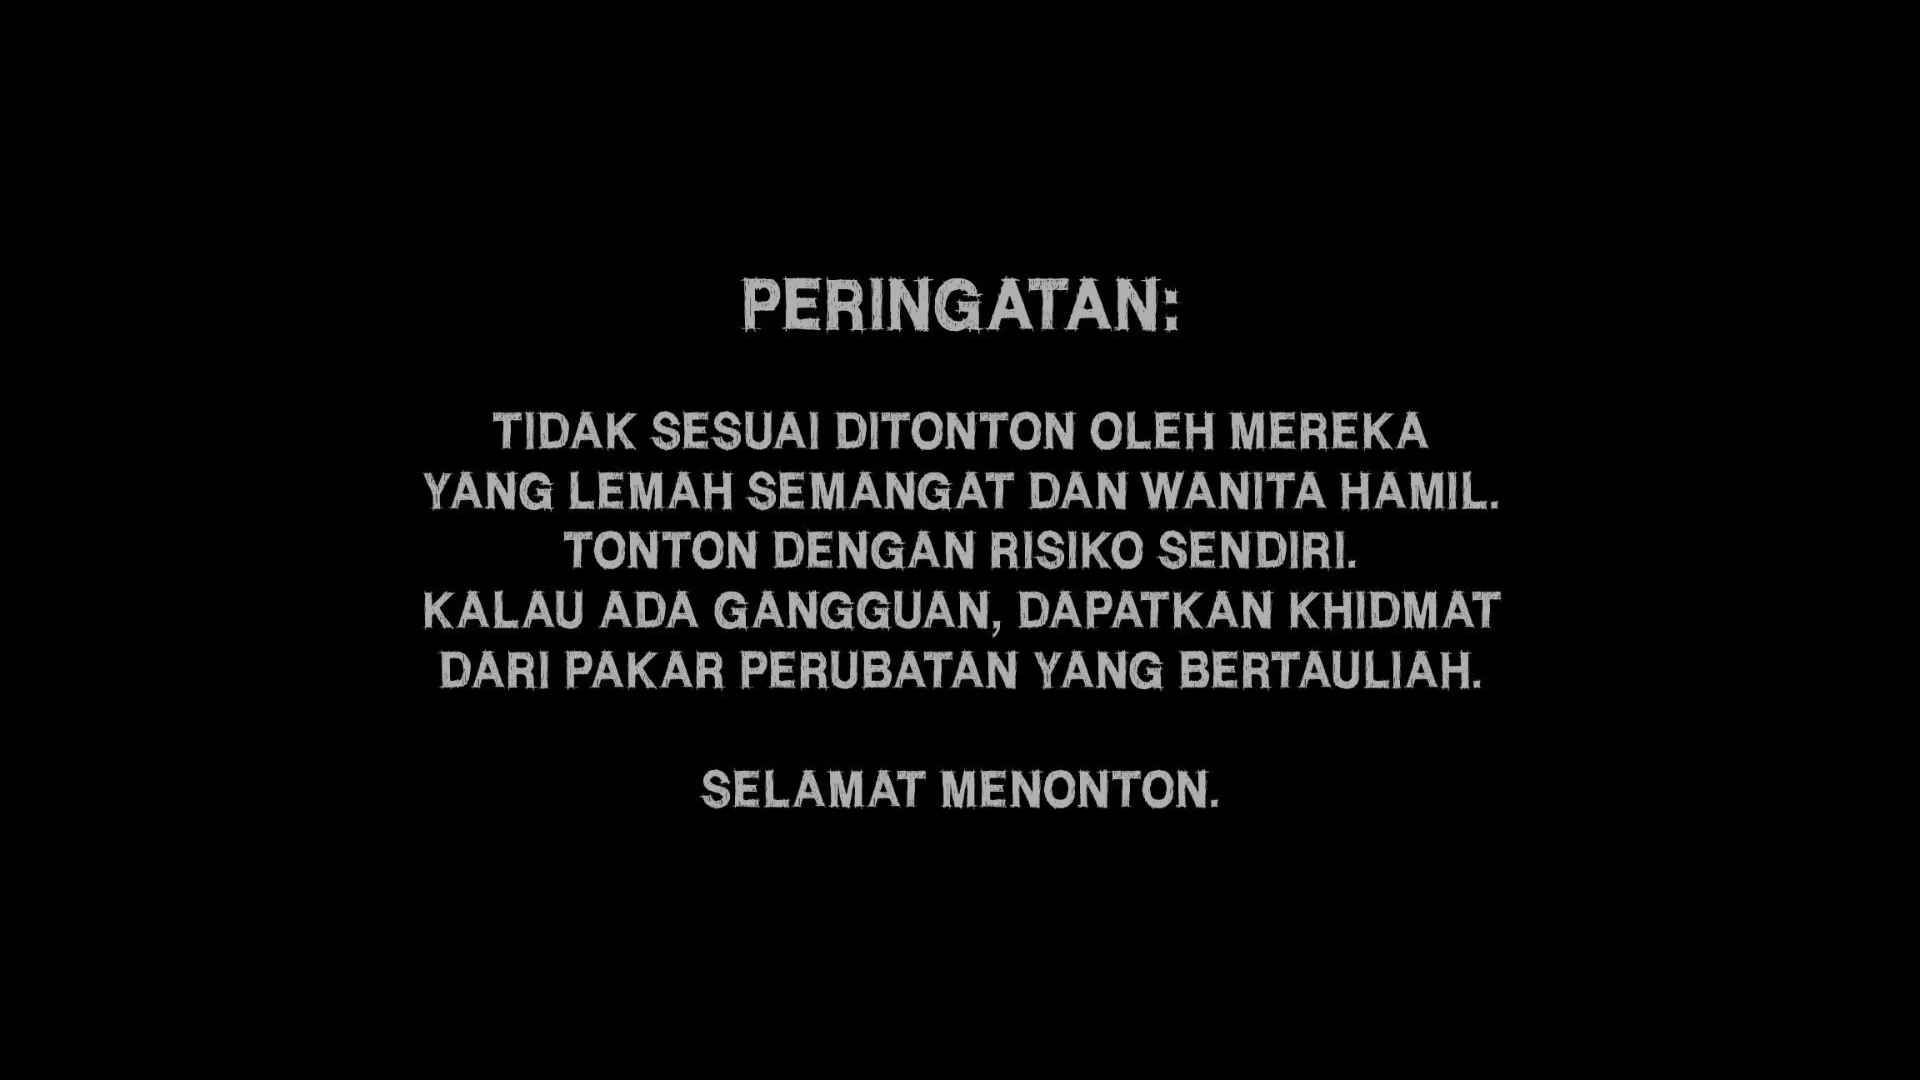 PERINGATAN:
TIDAK SESUAI DITONTON OLEH MEREKA
YANG LEMAH SEMANGAT DAN WANITA HAMIL.
TONTON DENGAN RISIKO SENDIRI.
KALAU ADA GANGGUAN, DAPATKAN KHIDMAT
DARI PAKAR PERUBATAN YANG BERTAULIAH.
SELAMAT MENONTON.